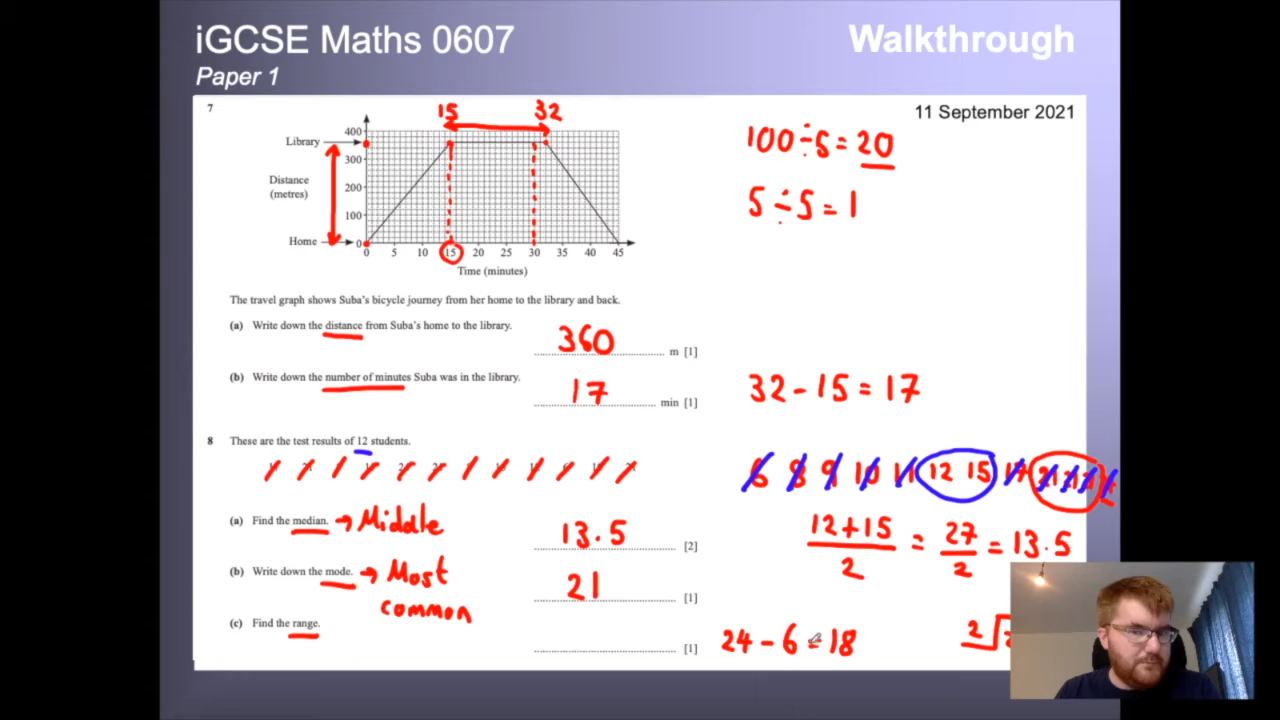 iGCSE Maths 0607
Walkthrough
Paper 1
7
11 September 2021
15
32
400
Library
300
Distance
(metres)
200
100
Home
0
0 5 10 15 20 25 30 35 40 45
Time (minutes)
100÷5=20
5÷5=1
The travel graph shows Suba's bicycle journey from her home to the library and back.
(a) Write down the distance from Suba's home to the library.
360
m [1]
(b) Write down the number of minutes Suba was in the library.
17
min [1]
32-15=17
8 These are the test results of 12 students.
6 8 9 10 11 12 15 17
(a) Find the median. → Middle
13.5
[2]
12+15
2
=
27
2
= 13.5
(b) Write down the mode. → Most
common
21
[1]
(c) Find the range.
[1]
24-6=18
2